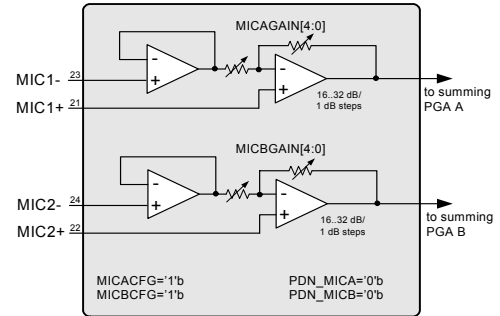 MICAGAIN[4:0]
-
+
-
+
MIC1- 23
MIC1+ 21
16..32 dB/
1 dB steps
to summing
PGA A
MICBGAIN[4:0]
-
+
-
+
MIC2- 24
MIC2+ 22
16..32 dB/
1 dB steps
to summing
PGA B
MICACFG='1'b
MICBCFG='1'b
PDN_MICA='0'b
PDN_MICB='0'b